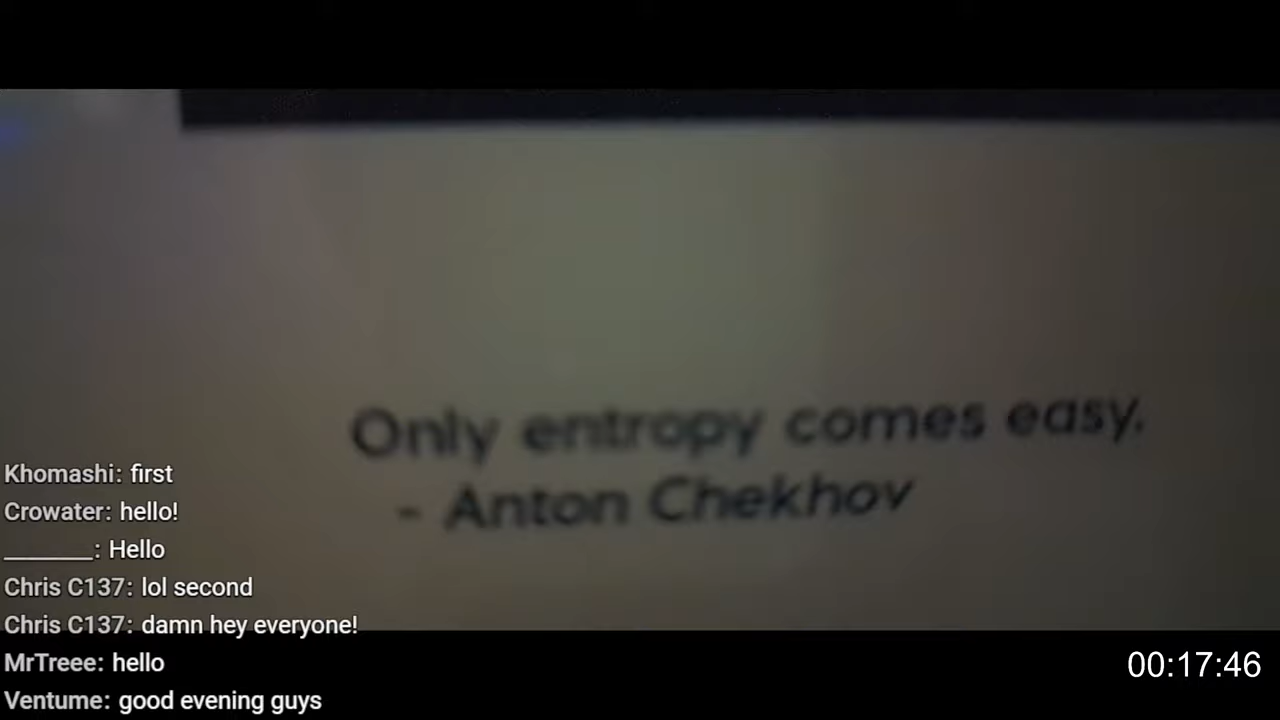 Only entropy comes easy.
- Anton Chekhov
Khomashi: first
Crowater: hello!
________: Hello
Chris C137: lol second
Chris C137: damn hey everyone!
MrTreee: hello
Ventume: good evening guys
00:17:46